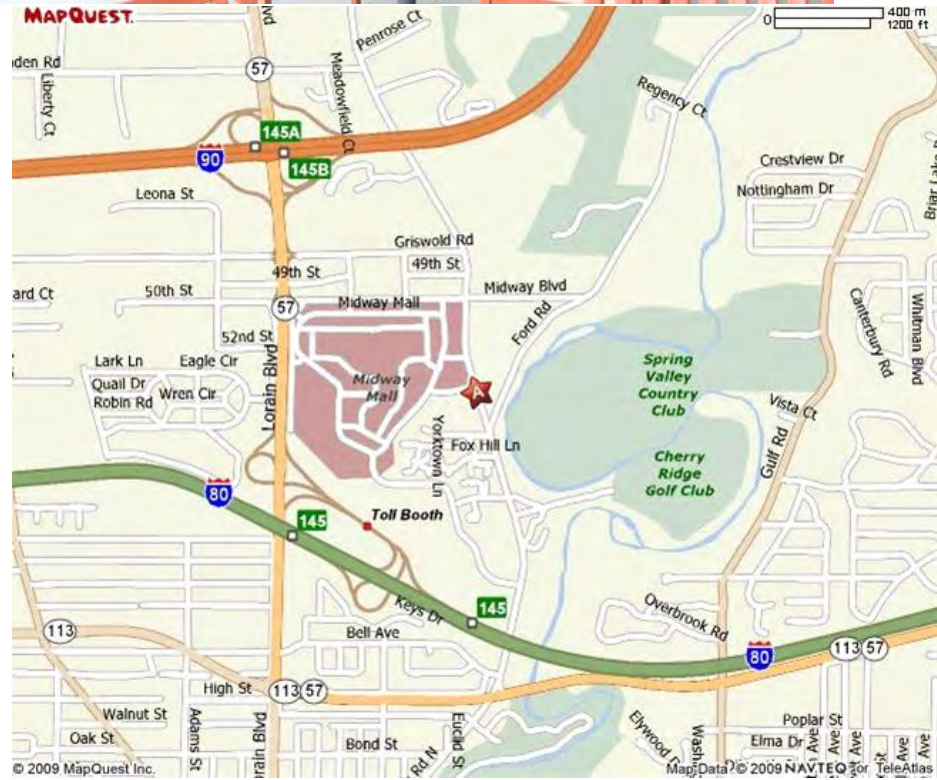 MAPQUEST.
400 m
0
1200 ft
Penrose Ct
57
Liberty Ct
Meadowfield Ct
Regency Ct
145A
90
145B
Crestview Dr
Nottingham Dr
Leona St
Griswold Rd
49th St
49th St
50th St
57
Midway Mall
Midway Blvd
Ford Rd
Canterbury Rd
Whitman Blvd
52nd St
Lark Ln
Eagle Cir
Quail Dr
Wren Cir
Robin Rd
Lorain Blvd
Midway
Mall
A
Spring
Valley
Country
Club
Vista Ct
Yorktown Ln
Fox Hill Ln
Cherry
Ridge
Golf Club
Gulf Rd
80
Toll Booth
145
Keys Dr
145
Overbrook Rd
113
Bell Ave
80
113
57
High St
113
57
Walnut St
Adams St
Oak St
Bond St
Euclid St
Rd N
Poplar St
Elma Dr
© 2009 MapQuest Inc.
Map Data © 2009 NAVTEQ or TeleAtlas